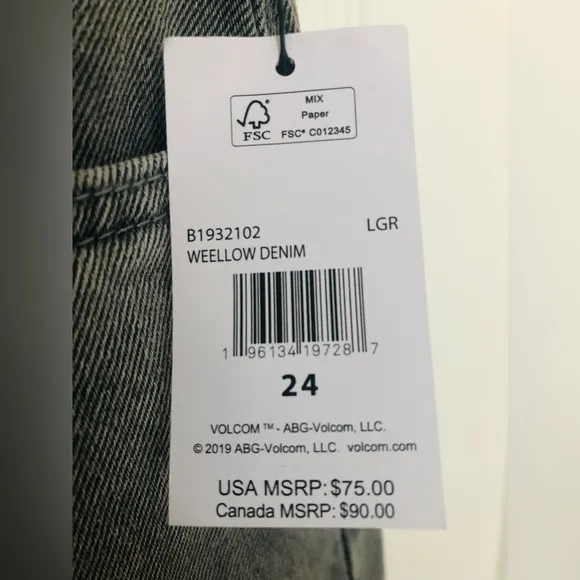 MIX
Paper
FSC
FSC® C012345
B1932102 LGR
WEELLOW DENIM
1 96134 19728 7
24
VOLCOM ™ - ABG-Volcom, LLC.
© 2019 ABG-Volcom, LLC. volcom.com
USA MSRP: $75.00
Canada MSRP: $90.00